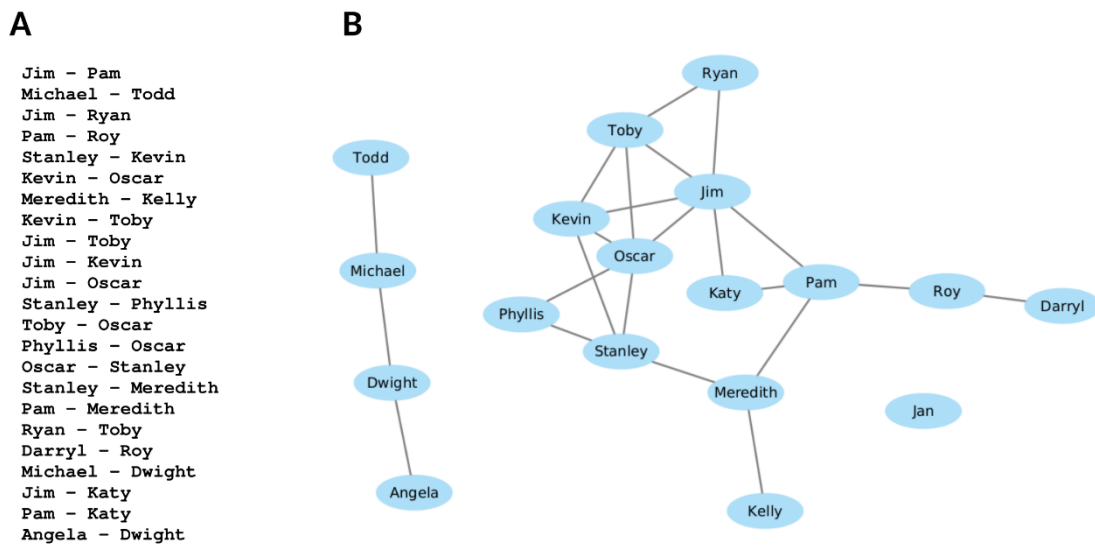 A
Jim – Pam
Michael – Todd
Jim – Ryan
Pam – Roy
Stanley – Kevin
Kevin – Oscar
Meredith – Kelly
Kevin – Toby
Jim – Toby
Jim – Kevin
Jim – Oscar
Stanley – Phyllis
Toby – Oscar
Phyllis – Oscar
Oscar – Stanley
Stanley – Meredith
Pam – Meredith
Ryan – Toby
Darryl – Roy
Michael – Dwight
Jim – Katy
Pam – Katy
Angela – Dwight
B
Ryan
Toby
Todd
Jim
Kevin
Oscar
Michael
Katy
Pam
Roy
Darryl
Phyllis
Stanley
Dwight
Meredith
Jan
Angela
Kelly